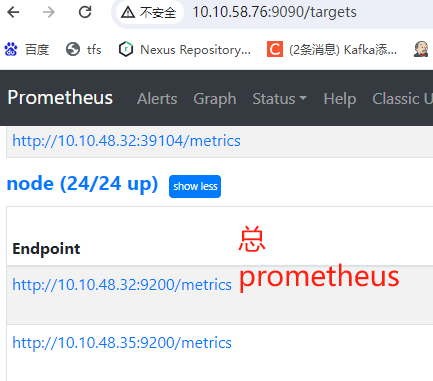 不安全 10.10.58.76:9090/targets
百度 tfs Nexus Repository... C (2条消息) Kafka添...
Prometheus Alerts Graph Status Help Classic U
http://10.10.48.32:39104/metrics
node (24/24 up) show less
总
Endpoint
prometheus
http://10.10.48.32:9200/metrics
http://10.10.48.35:9200/metrics